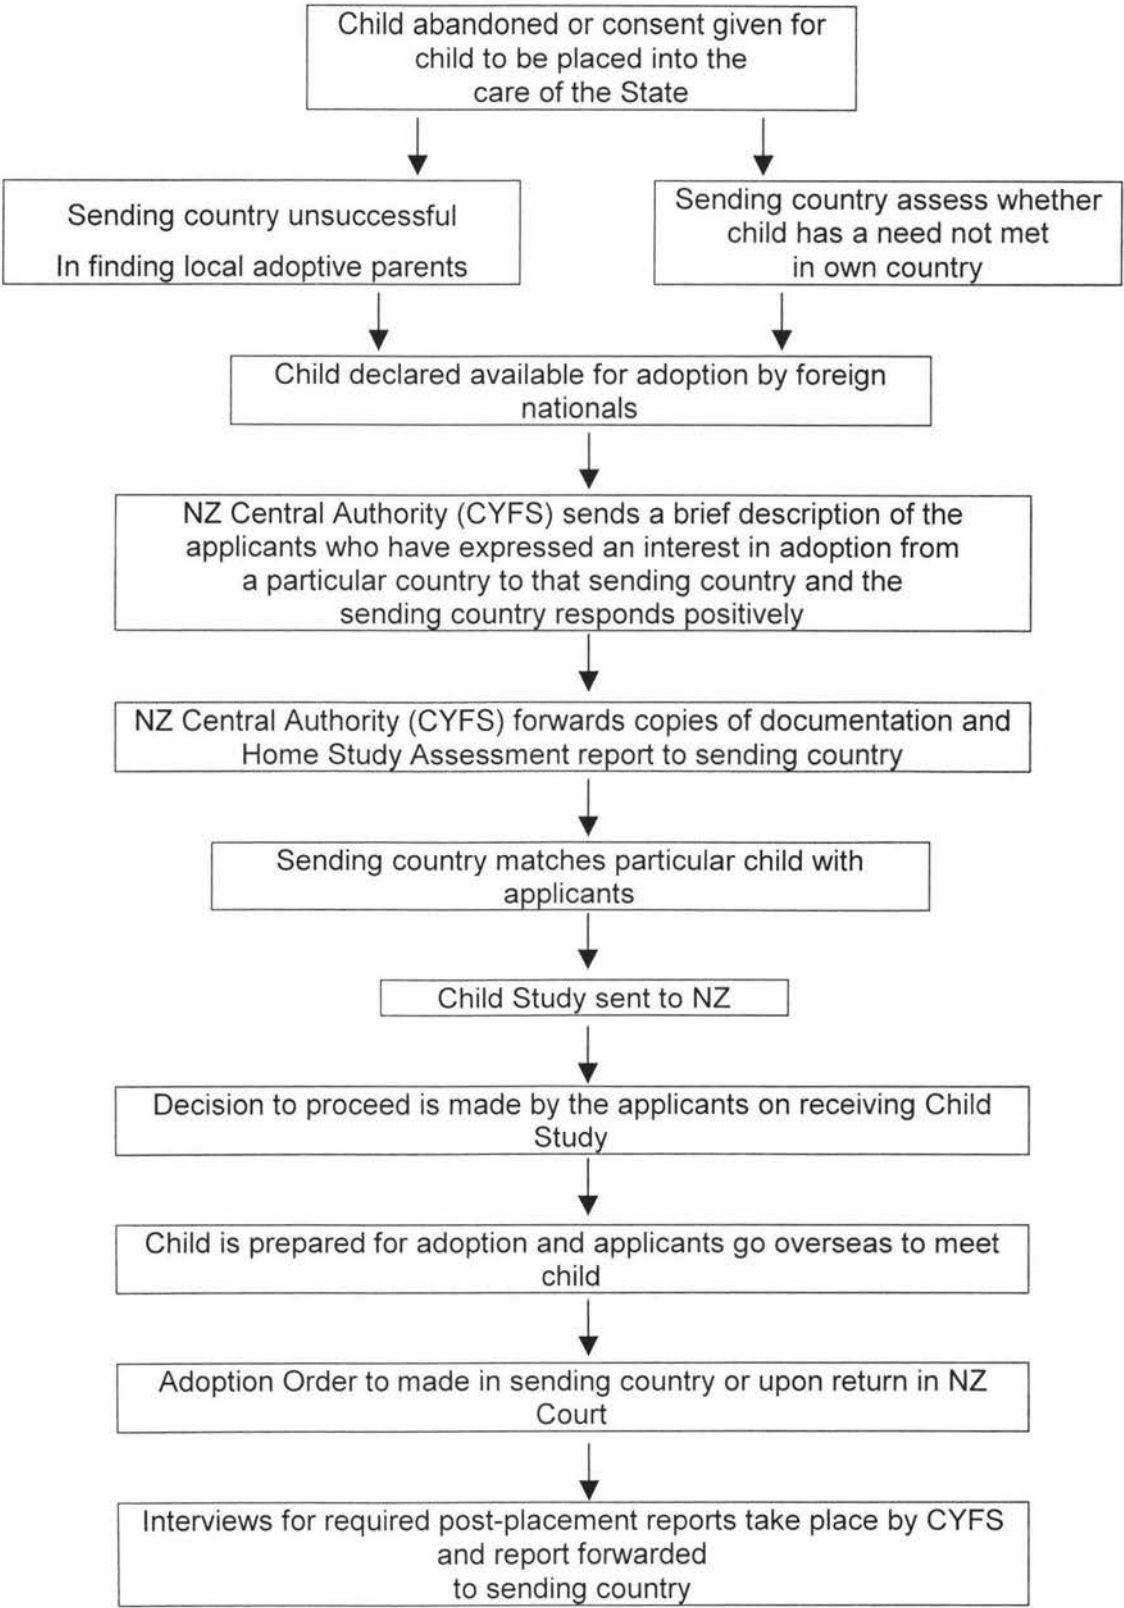 Child abandoned or consent given for
child to be placed into the
care of the State
Sending country unsuccessful
In finding local adoptive parents
Sending country assess whether
child has a need not met
in own country
Child declared available for adoption by foreign
nationals
NZ Central Authority (CYFS) sends a brief description of the
applicants who have expressed an interest in adoption from
a particular country to that sending country and the
sending country responds positively
NZ Central Authority (CYFS) forwards copies of documentation and
Home Study Assessment report to sending country
Sending country matches particular child with
applicants
Child Study sent to NZ
Decision to proceed is made by the applicants on receiving Child
Study
Child is prepared for adoption and applicants go overseas to meet
child
Adoption Order to made in sending country or upon return in NZ
Court
Interviews for required post-placement reports take place by CYFS
and report forwarded
to sending country